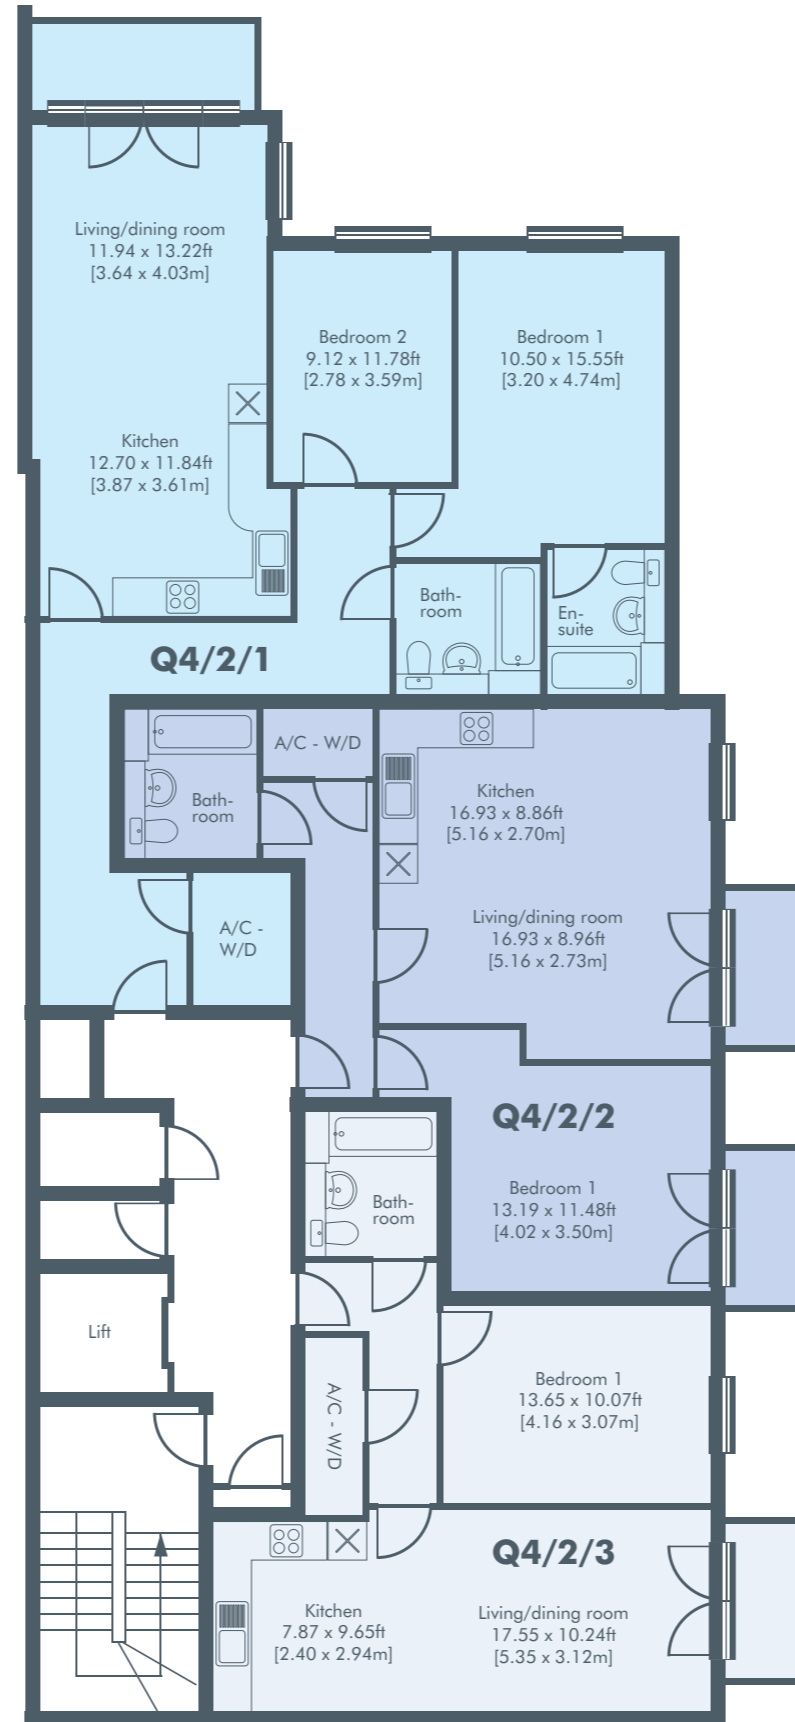 Living/dining room
11.94 x 13.22ft
[3.64 x 4.03m]
Bedroom 2
9.12 x 11.78ft
[2.78 x 3.59m]
Bedroom 1
10.50 x 15.55ft
[3.20 x 4.74m]
Kitchen
12.70 x 11.84ft
[3.87 x 3.61m]
Bath-
room
En-
suite
Q4/2/1
A/C - W/D
Bath-
room
Kitchen
16.93 x 8.86ft
[5.16 x 2.70m]
A/C -
W/D
Living/dining room
16.93 x 8.96ft
[5.16 x 2.73m]
Q4/2/2
Bedroom 1
13.19 x 11.48ft
[4.02 x 3.50m]
Bath-
room
Lift
A/C - W/D
Bedroom 1
13.65 x 10.07ft
[4.16 x 3.07m]
Q4/2/3
Kitchen
7.87 x 9.65ft
[2.40 x 2.94m]
Living/dining room
17.55 x 10.24ft
[5.35 x 3.12m]